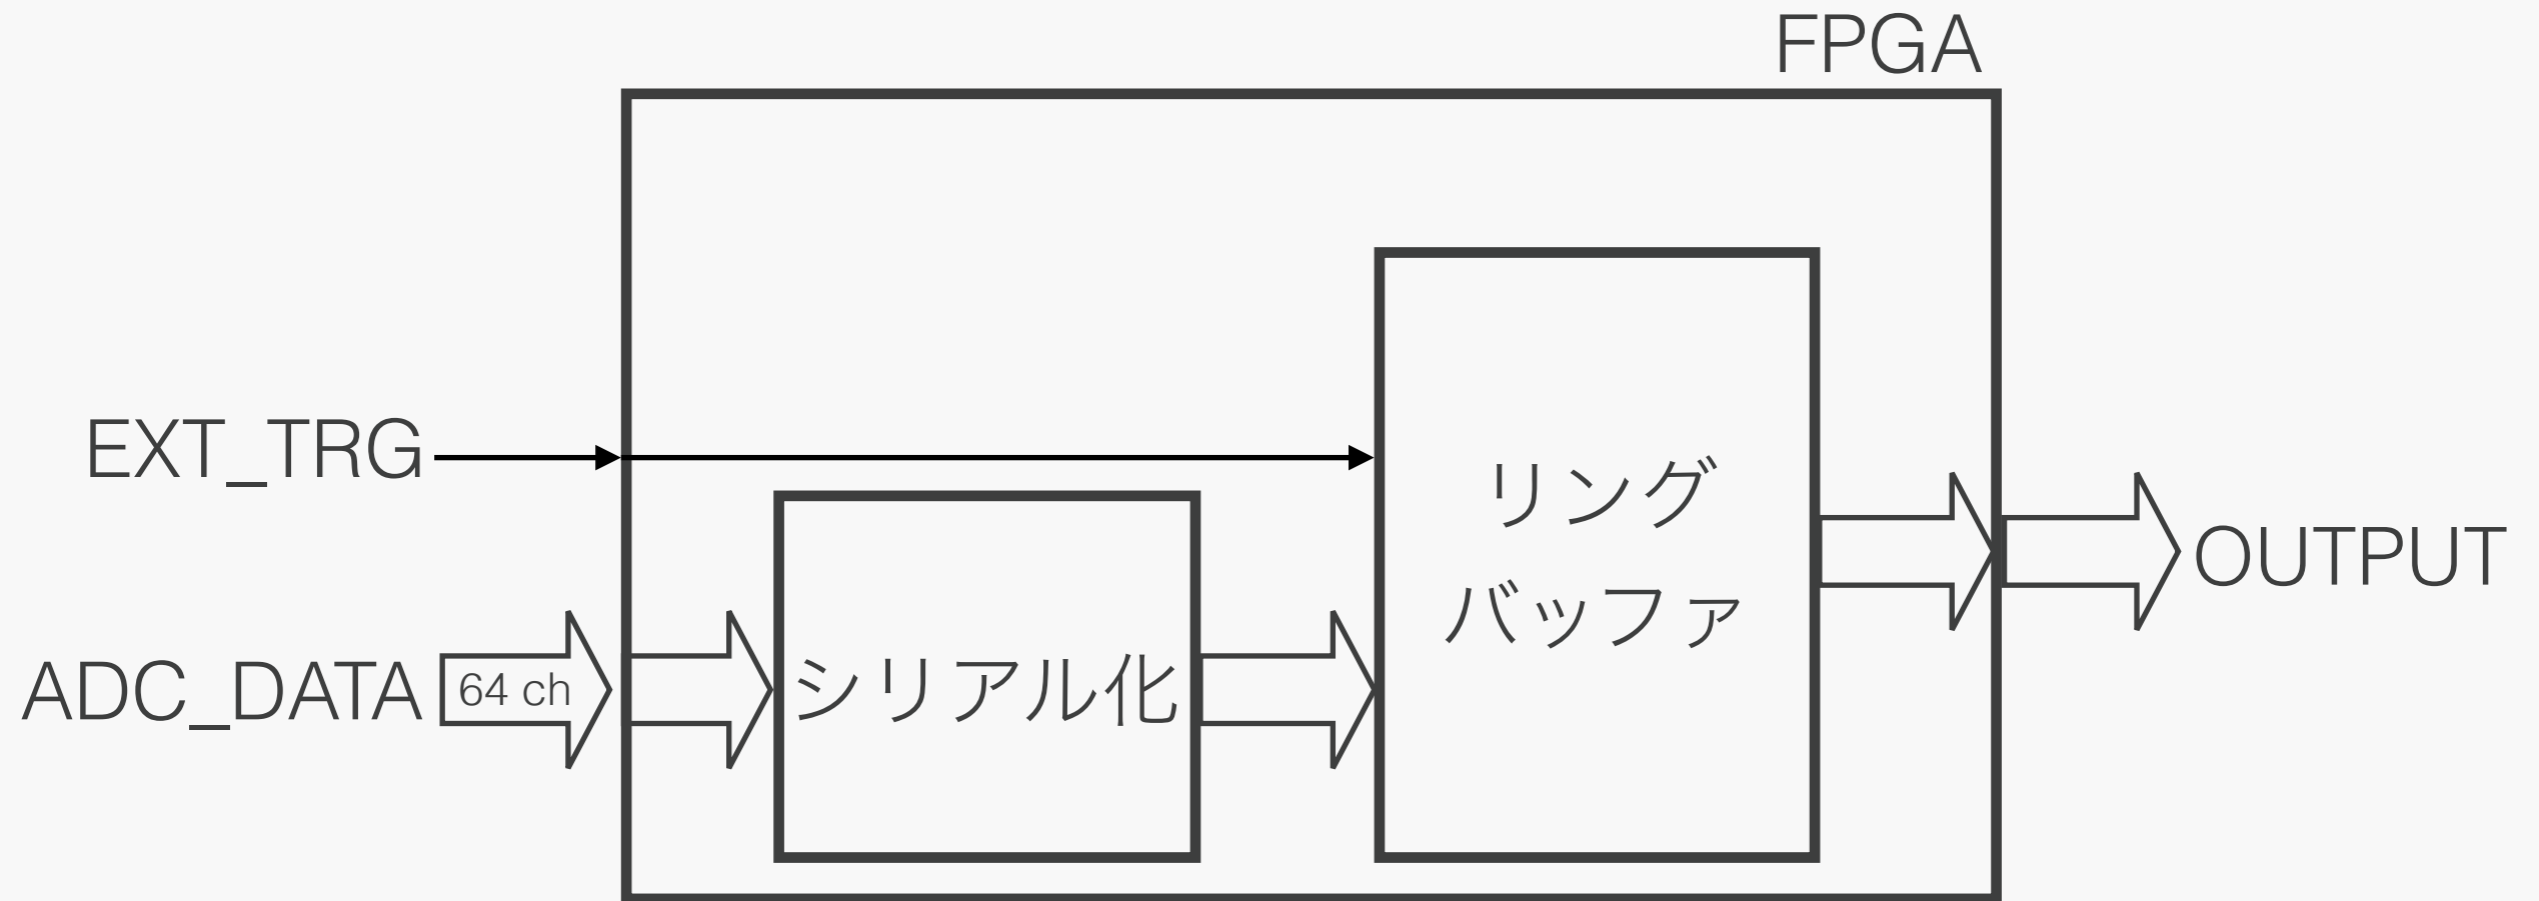 FPGA
EXT_TRG
リング
バッファ
OUTPUT
ADC_DATA
64 ch
シリアル化